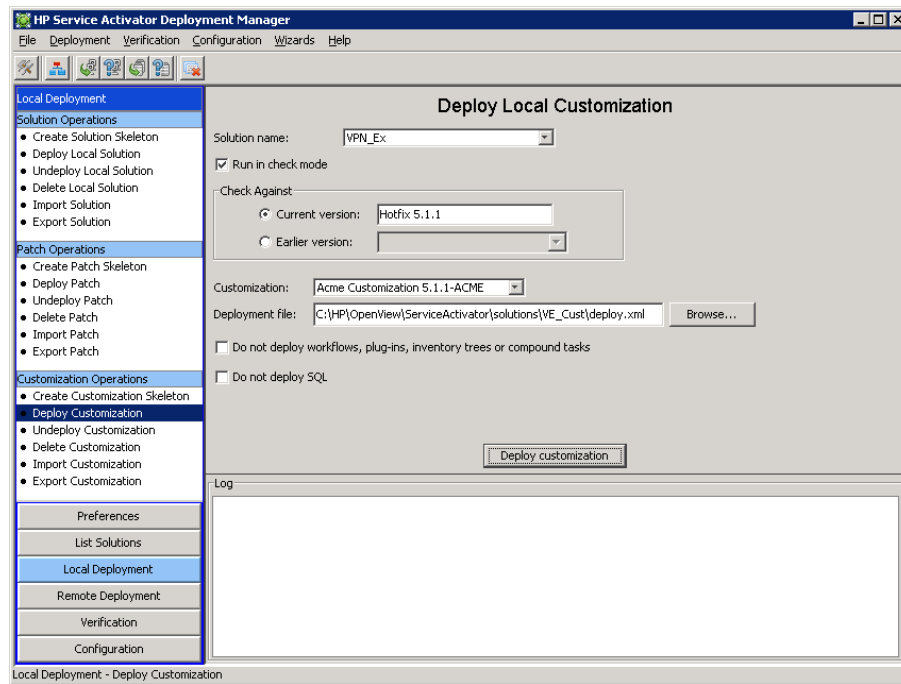 HP Service Activator Deployment Manager
File Deployment Verification Configuration Wizards Help
Local Deployment
Solution Operations
Create Solution Skeleton
Deploy Local Solution
Undeploy Local Solution
Delete Local Solution
Import Solution
Export Solution
Patch Operations
Create Patch Skeleton
Deploy Patch
Undeploy Patch
Delete Patch
Import Patch
Export Patch
Customization Operations
Create Customization Skeleton
Deploy Customization
Undeploy Customization
Delete Customization
Import Customization
Export Customization
Preferences
List Solutions
Local Deployment
Remote Deployment
Verification
Configuration
Deploy Local Customization
Solution name: VPN_Ex
Run in check mode
Check Against
Current version: Hotfix 5.1.1
Earlier version:
Customization: Acme Customization 5.1.1-ACME
Deployment file: C:\HP\OpenView\ServiceActivator\solutions\VE_Cust\deploy.xml Browse...
Do not deploy workflows, plug-ins, inventory trees or compound tasks
Do not deploy SQL
Deploy customization
Log
Local Deployment - Deploy Customization